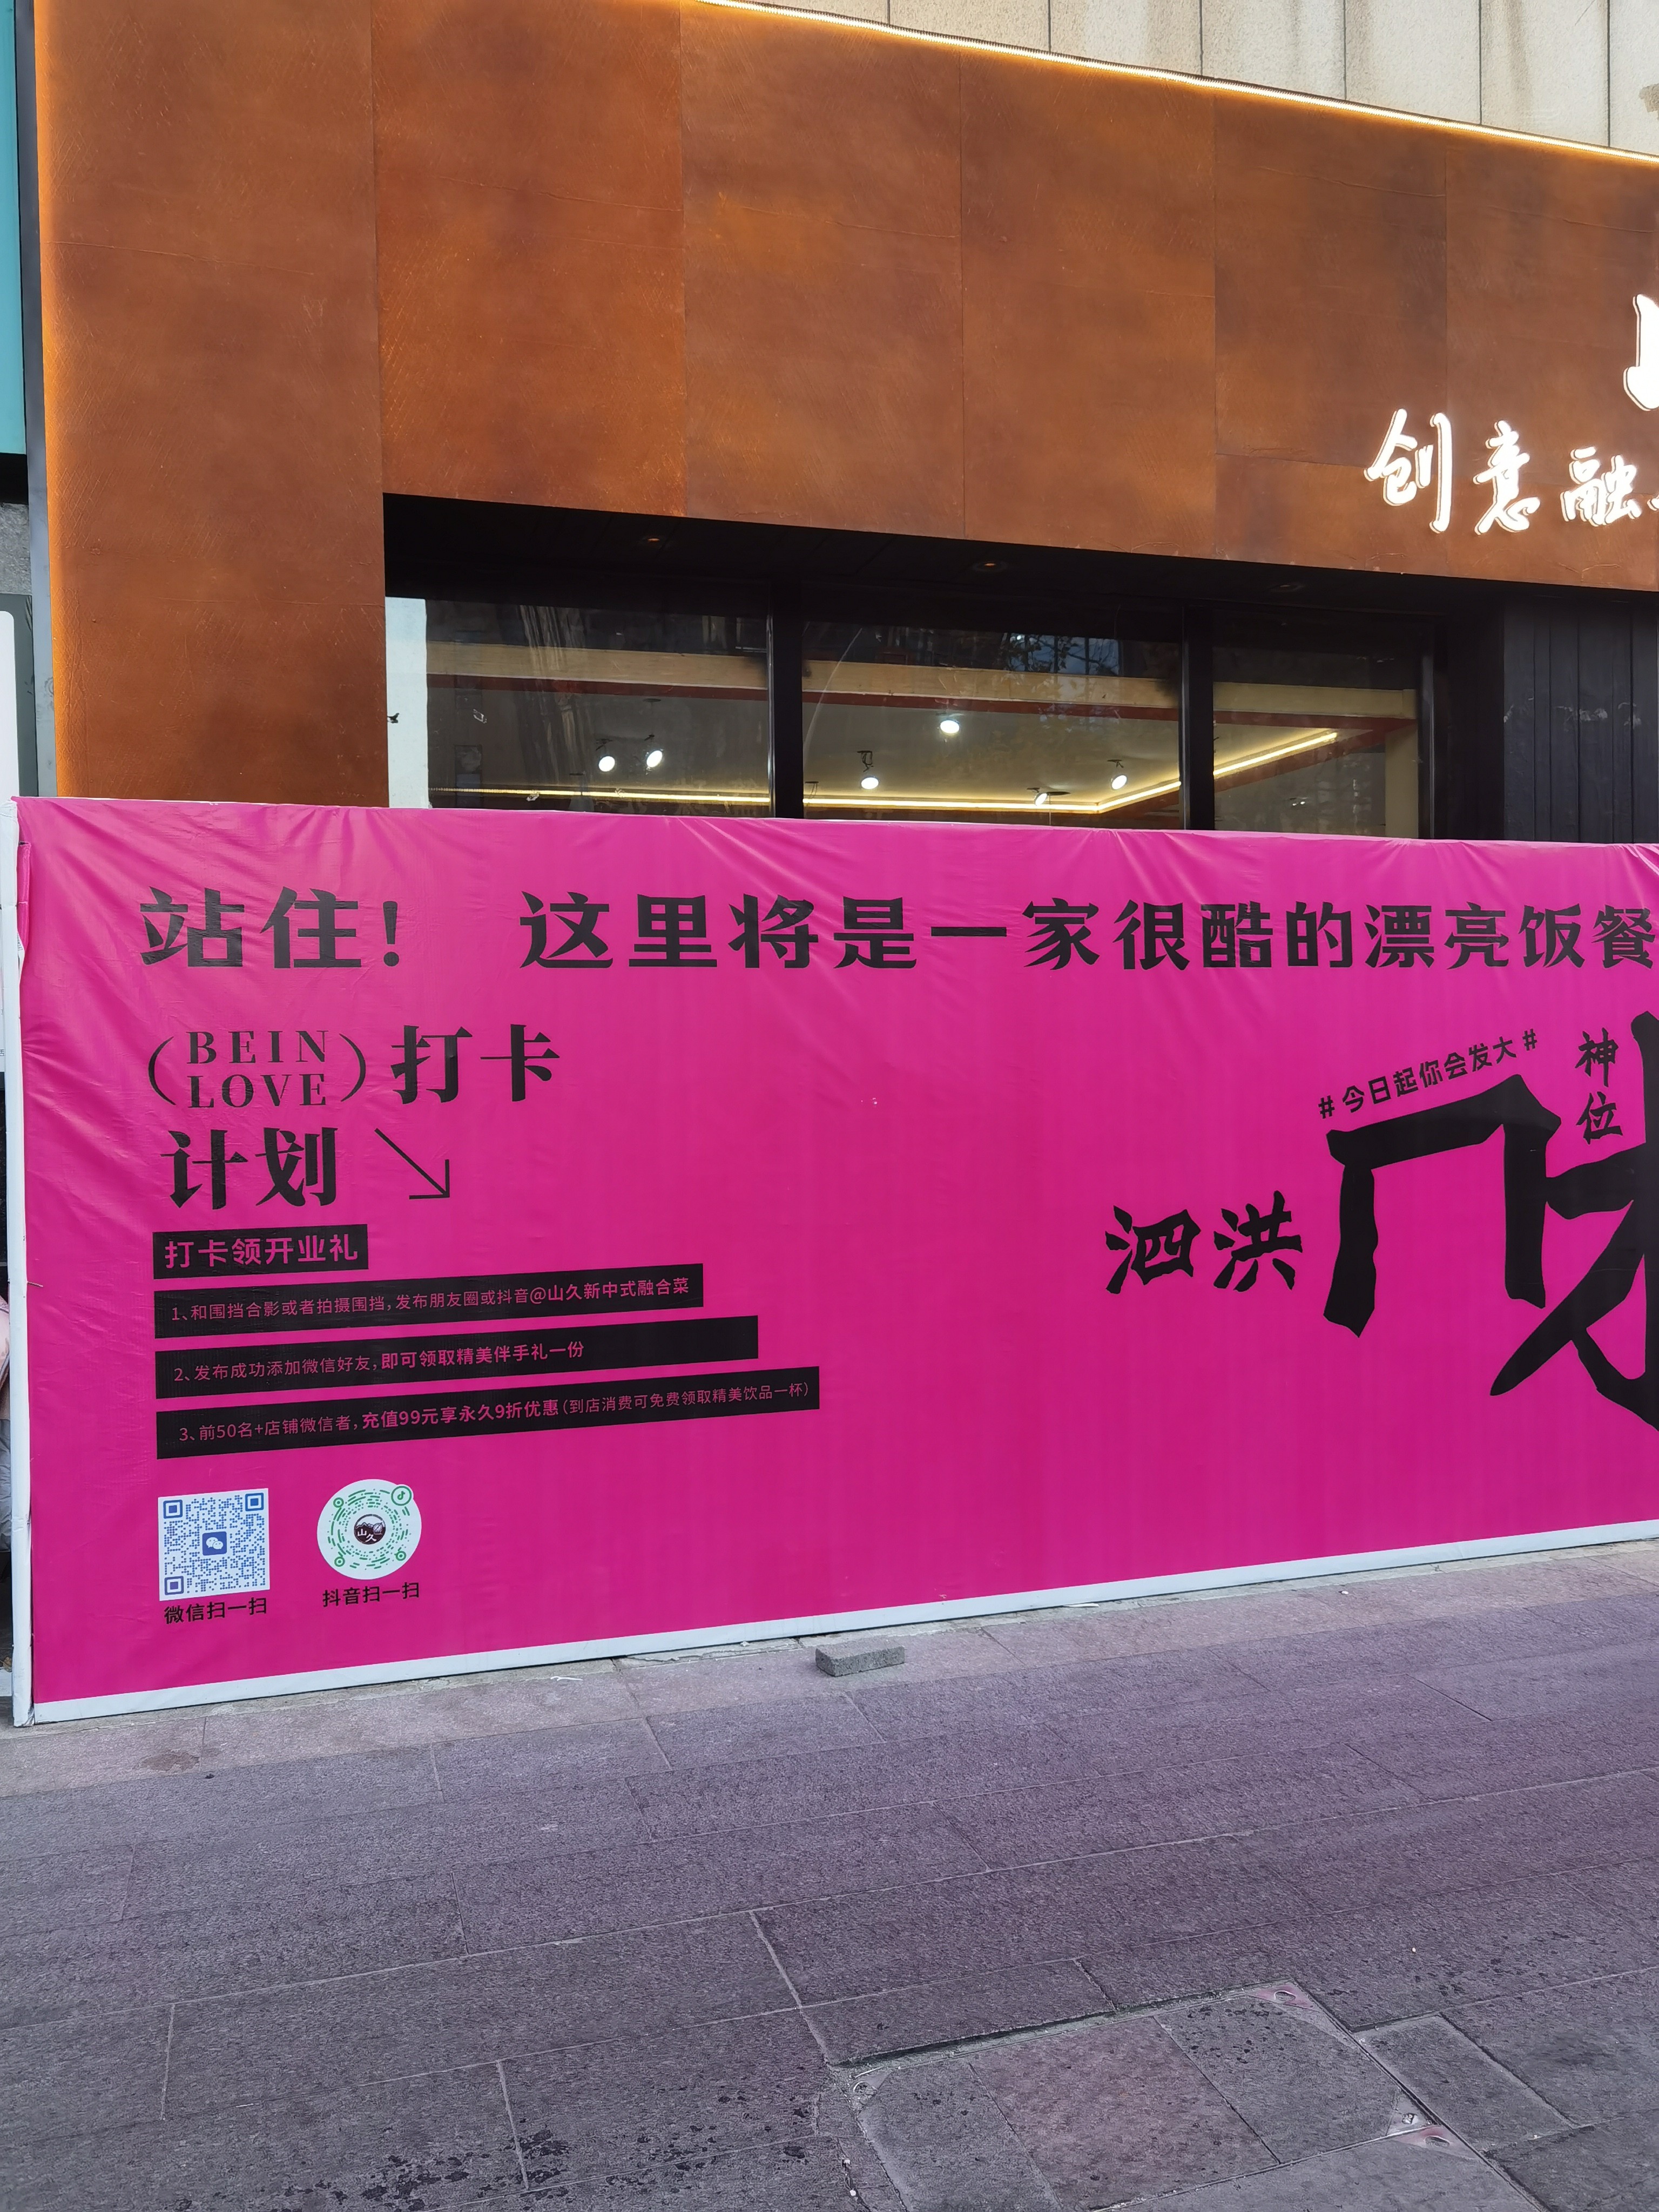 创意融
站住! 这里将是一家很酷的漂亮饭餐
(BEIN LOVE)打卡
计划
打卡领开业礼
1、和围挡合影或者拍摄围挡,发布朋友圈或抖音@山久新中式融合菜
2、发布成功添加微信好友,即可领取精美伴手礼一份
3、前50名+店铺微信者,充值99元享永久9折优惠(到店消费可免费领取精美饮品一杯)
微信扫一扫
山久
抖音扫一扫
#今日起你会发大#
神位
泗洪